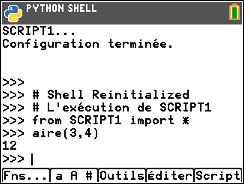 PYTHON SHELL
SCRIPT1...
Configuration terminée.
>>>
>>> # Shell Reinitialized
>>> # L'exécution de SCRIPT1
>>> from SCRIPT1 import *
>>> aire(3,4)
12
>>> |
Fns... a A # Outils éditer Script